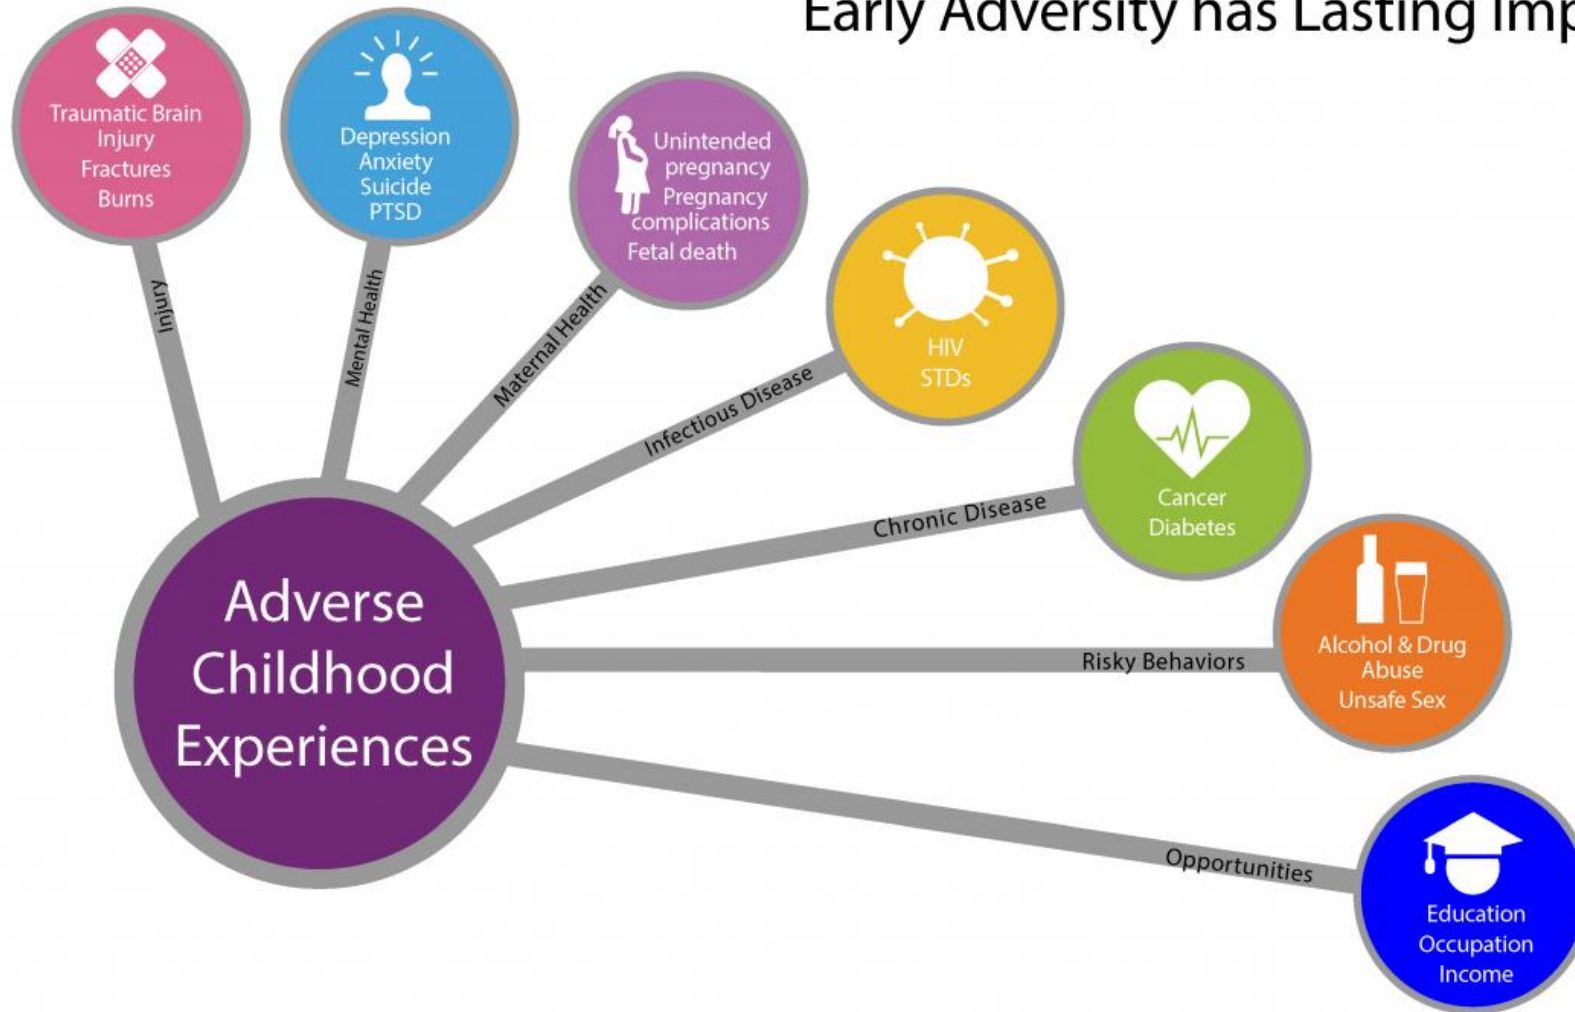 Early Adversity has Lasting Imp
Traumatic Brain
Injury
Fractures
Burns
Depression
Anxiety
Suicide
PTSD
Unintended
pregnancy
Pregnancy
complications
Fetal death
HIV
STDs
Cancer
Diabetes
Alcohol & Drug
Abuse
Unsafe Sex
Education
Occupation
Income
Injury
Mental Health
Maternal Health
Infectious Disease
Chronic Disease
Risky Behaviors
Opportunities
Adverse
Childhood
Experiences